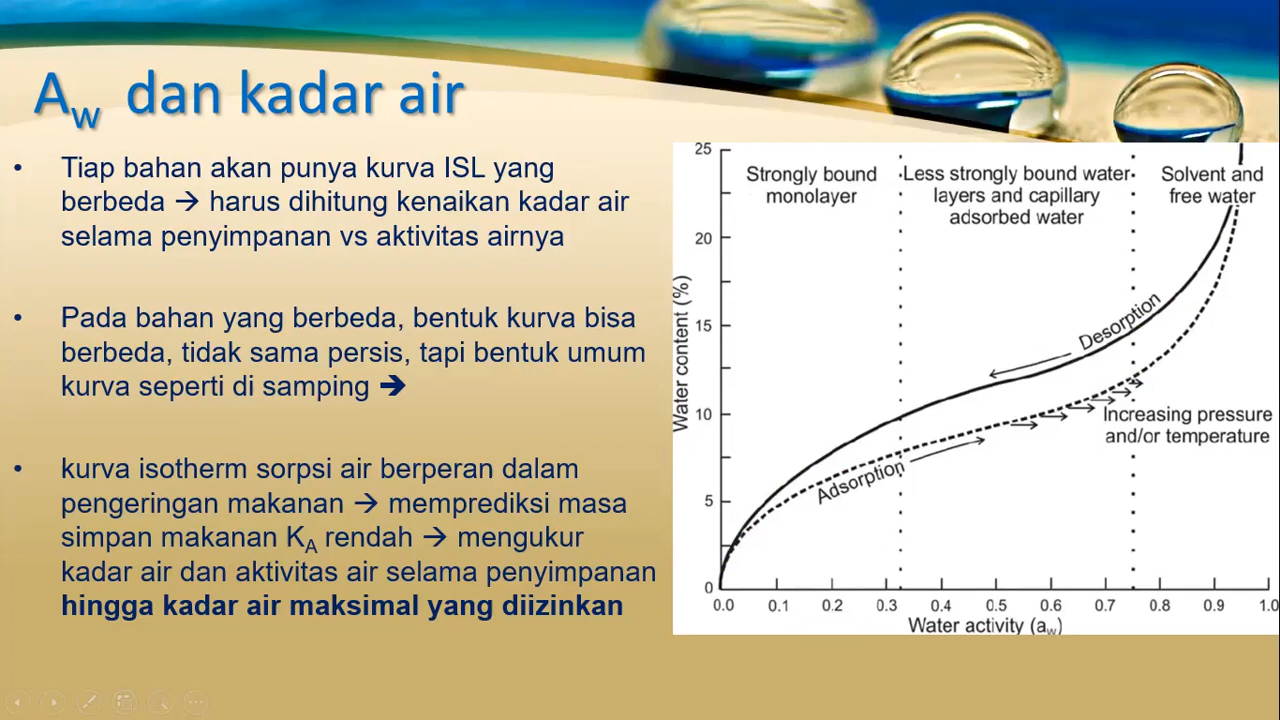 Aw dan kadar air
• Tiap bahan akan punya kurva ISL yang
berbeda → harus dihitung kenaikan kadar air
selama penyimpanan vs aktivitas airnya
• Pada bahan yang berbeda, bentuk kurva bisa
berbeda, tidak sama persis, tapi bentuk umum
kurva seperti di samping →
• kurva isotherm sorpsi air berperan dalam
pengeringan makanan → memprediksi masa
simpan makanan KA rendah → mengukur
kadar air dan aktivitas air selama penyimpanan
hingga kadar air maksimal yang diizinkan
Strongly bound
monolayer
Less strongly bound water
layers and capillary
adsorbed water
Solvent and
free water
Water content (%)
25
20
15
10
5
0
Desorption
Adsorption
Increasing pressure
and/or temperature
0.0 0.1 0.2 0.3 0.4 0.5 0.6 0.7 0.8 0.9 1.0
Water activity (aw)